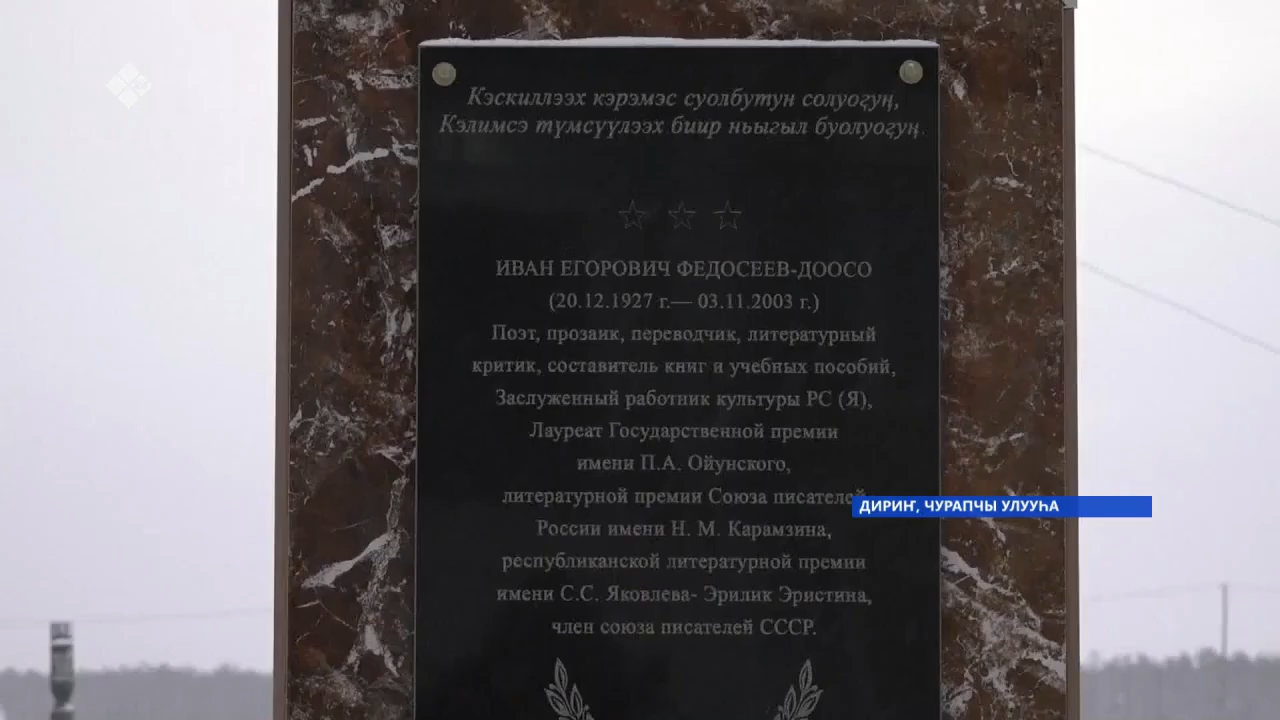 Кэскиллээх кэрэмэс суолбутун солуоҕуҥ,
Кэлимсэ түмсүүлээх биир ньыгыл буолуоҕуҥ.
ИВАН ЕГОРОВИЧ ФЕДОСЕЕВ-ДООСО
(20.12.1927 г.— 03.11.2003 г.)
Поэт, прозаик, переводчик, литературный
критик, составитель книг и учебных пособий,
Заслуженный работник культуры РС (Я),
Лауреат Государственной премии
имени П.А. Ойунского,
литературной премии Союза писателей
ДИРИҤ, ЧУРАПЧЫ УЛУУҺА
России имени Н. М. Карамзина,
республиканской литературной премии
имени С.С. Яковлева- Эрилик Эристина,
член союза писателей СССР.